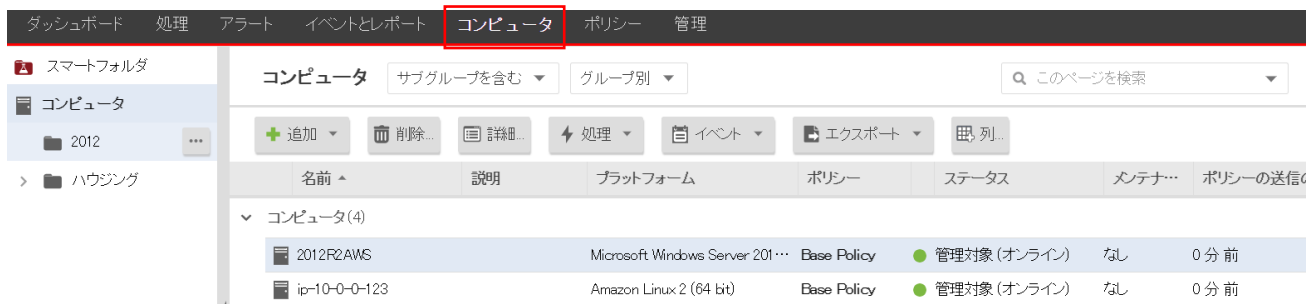 ダッシュボード 処理 アラート イベントとレポート コンピュータ ポリシー 管理
スマートフォルダ
コンピュータ
2012 ...
ハウジング
コンピュータ サブグループを含む グループ別 このページを検索
追加 削除... 詳細... 処理 イベント エクスポート 列...
名前 説明 プラットフォーム ポリシー ステータス メンテナ… ポリシーの送信の
コンピュータ(4)
2012R2AWS Microsoft Windows Server 201… Base Policy 管理対象 (オンライン) なし 0 分前
ip-10-0-0-123 Amazon Linux 2 (64 bit) Base Policy 管理対象 (オンライン) なし 0 分前